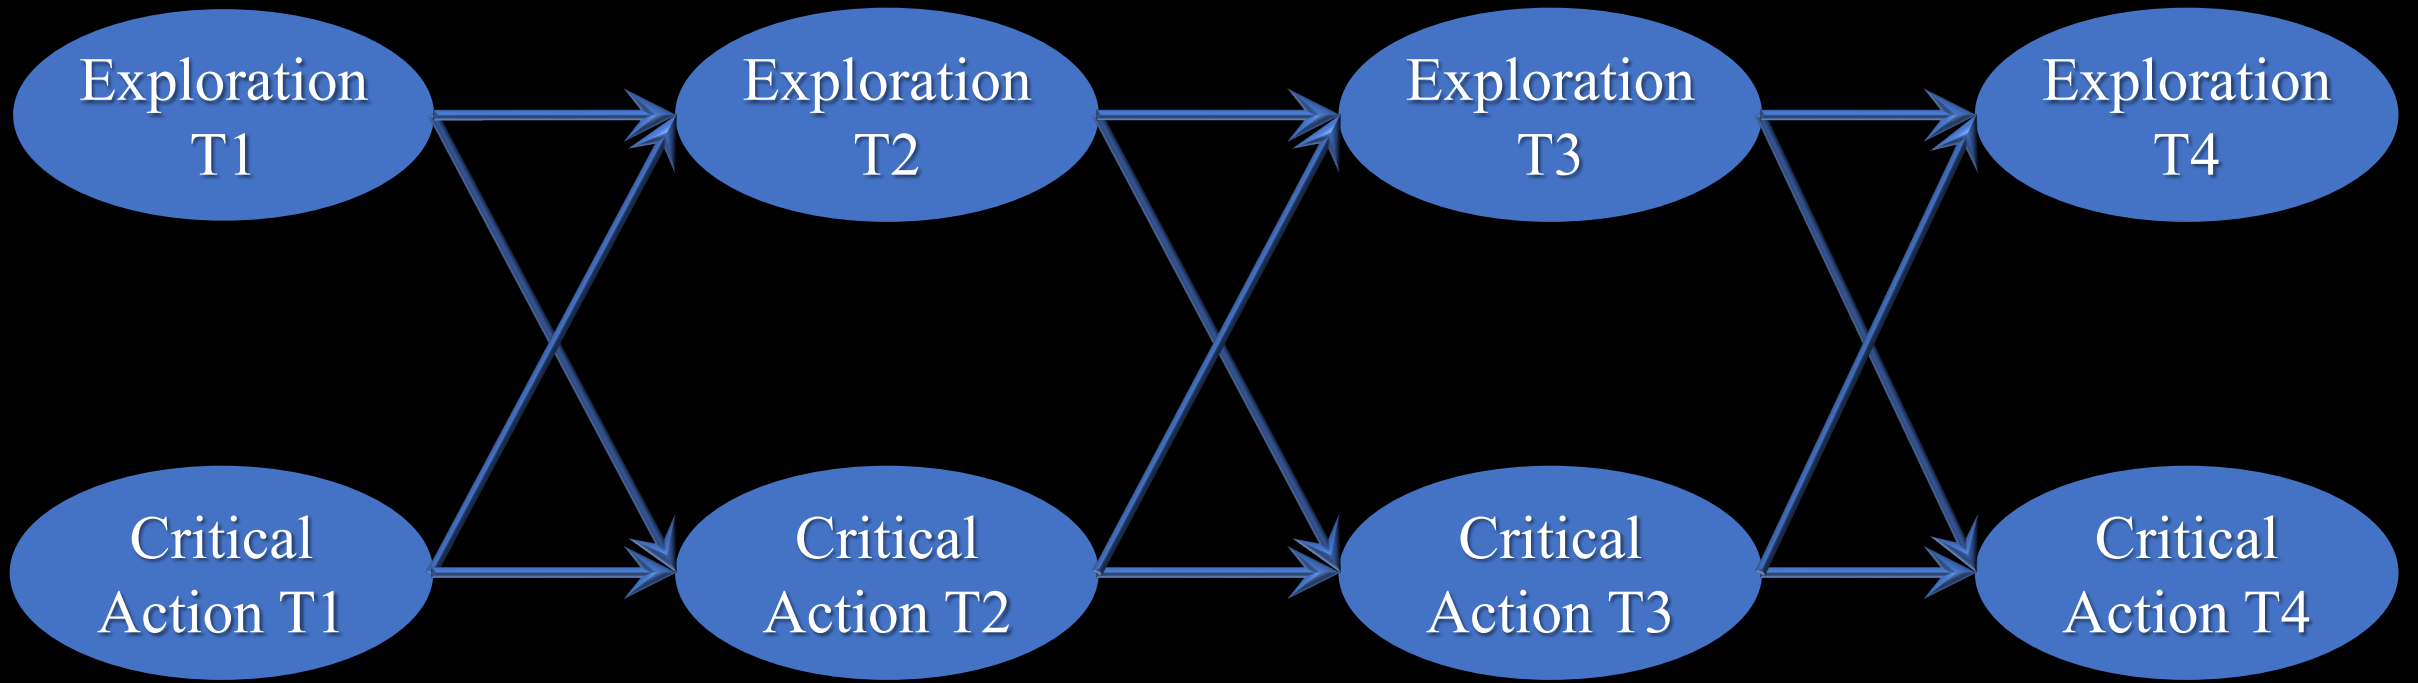 Exploration
T1
Exploration
T2
Exploration
T3
Exploration
T4
Critical
Action T1
Critical
Action T2
Critical
Action T3
Critical
Action T4